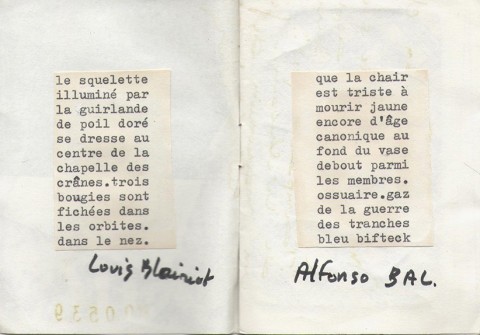 le squelette
illuminé par
la guirlande
de poil doré
se dresse au
centre de la
chapelle des
crânes.trois
bougies sont
fichées dans
les orbites.
dans le nez.
Louis Blériot
que la chair
est triste à
mourir jaune
encore d'âge
canonique au
fond du vase
debout parmi
les membres.
ossuaire.gaz
de la guerre
des tranches
bleu bifteck
Alfonso BAL.